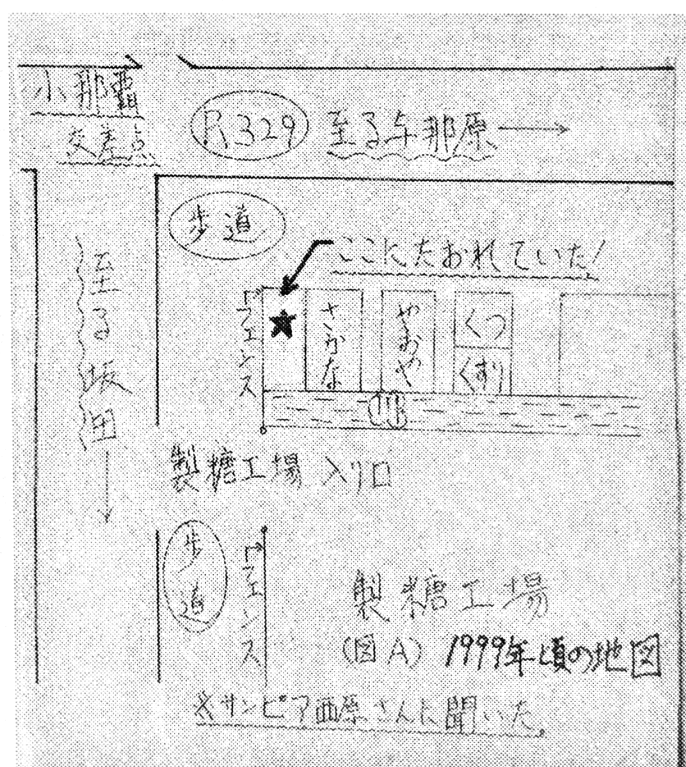 小那覇
交差点
R329
至る与那原
歩道
ここにたおれていた!
至る坂田
フェンス
さかな
やおや
くつ
くすり
川
製糖工場 入り口
歩道
フェンス
製糖工場
(図A) 1999年頃の地図
※サンピア西原さんに聞いた。